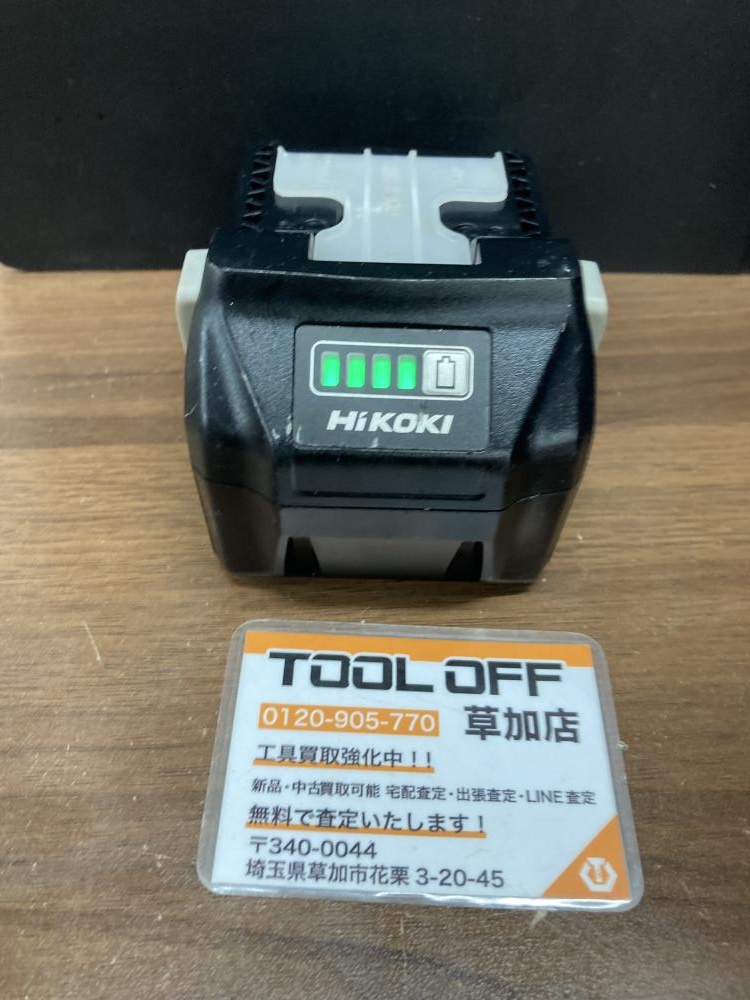 HiKOKI
TOOL OFF
0120-905-770 草加店
工具買取強化中!!
新品・中古買取可能 宅配査定・出張査定・LINE査定
無料で査定いたします!
〒340-0044
埼玉県草加市花栗 3-20-45